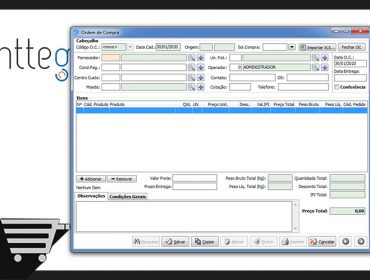 ntteg
Ordem de Compra
Cabeçalho
Código O.C.: Data Cad. 30/01/2020 Origem: Sol.Compra: Importar XLS... Fechar OC
Fornecedor: Un. Fat.: Data O.C.:
30/01/2020
Cond.Pag.: Operador: 0 ADMINISTRADOR Data Entrega:
Centro Custo: Contato: OS:
Moeda: Cotação: Telefone: Conferência
Itens
Nº Cód. Produto Produto Qtd. UN Preço Unit. Desc. Val.IPI Preço Total Peso Bruto Peso Líq. Cód. Pedido
Adicionar Remover Valor Frete: Peso Bruto Total (Kg): Quantidade Total:
Nenhum Item Prazo Entrega: Peso Líq. Total (Kg): Desconto Total:
IPI Total:
Observações Condições Gerais
Preço Total: 0,00
Pesquisar Salvar Copiar Alterar Excluir Imprimir Cancelar